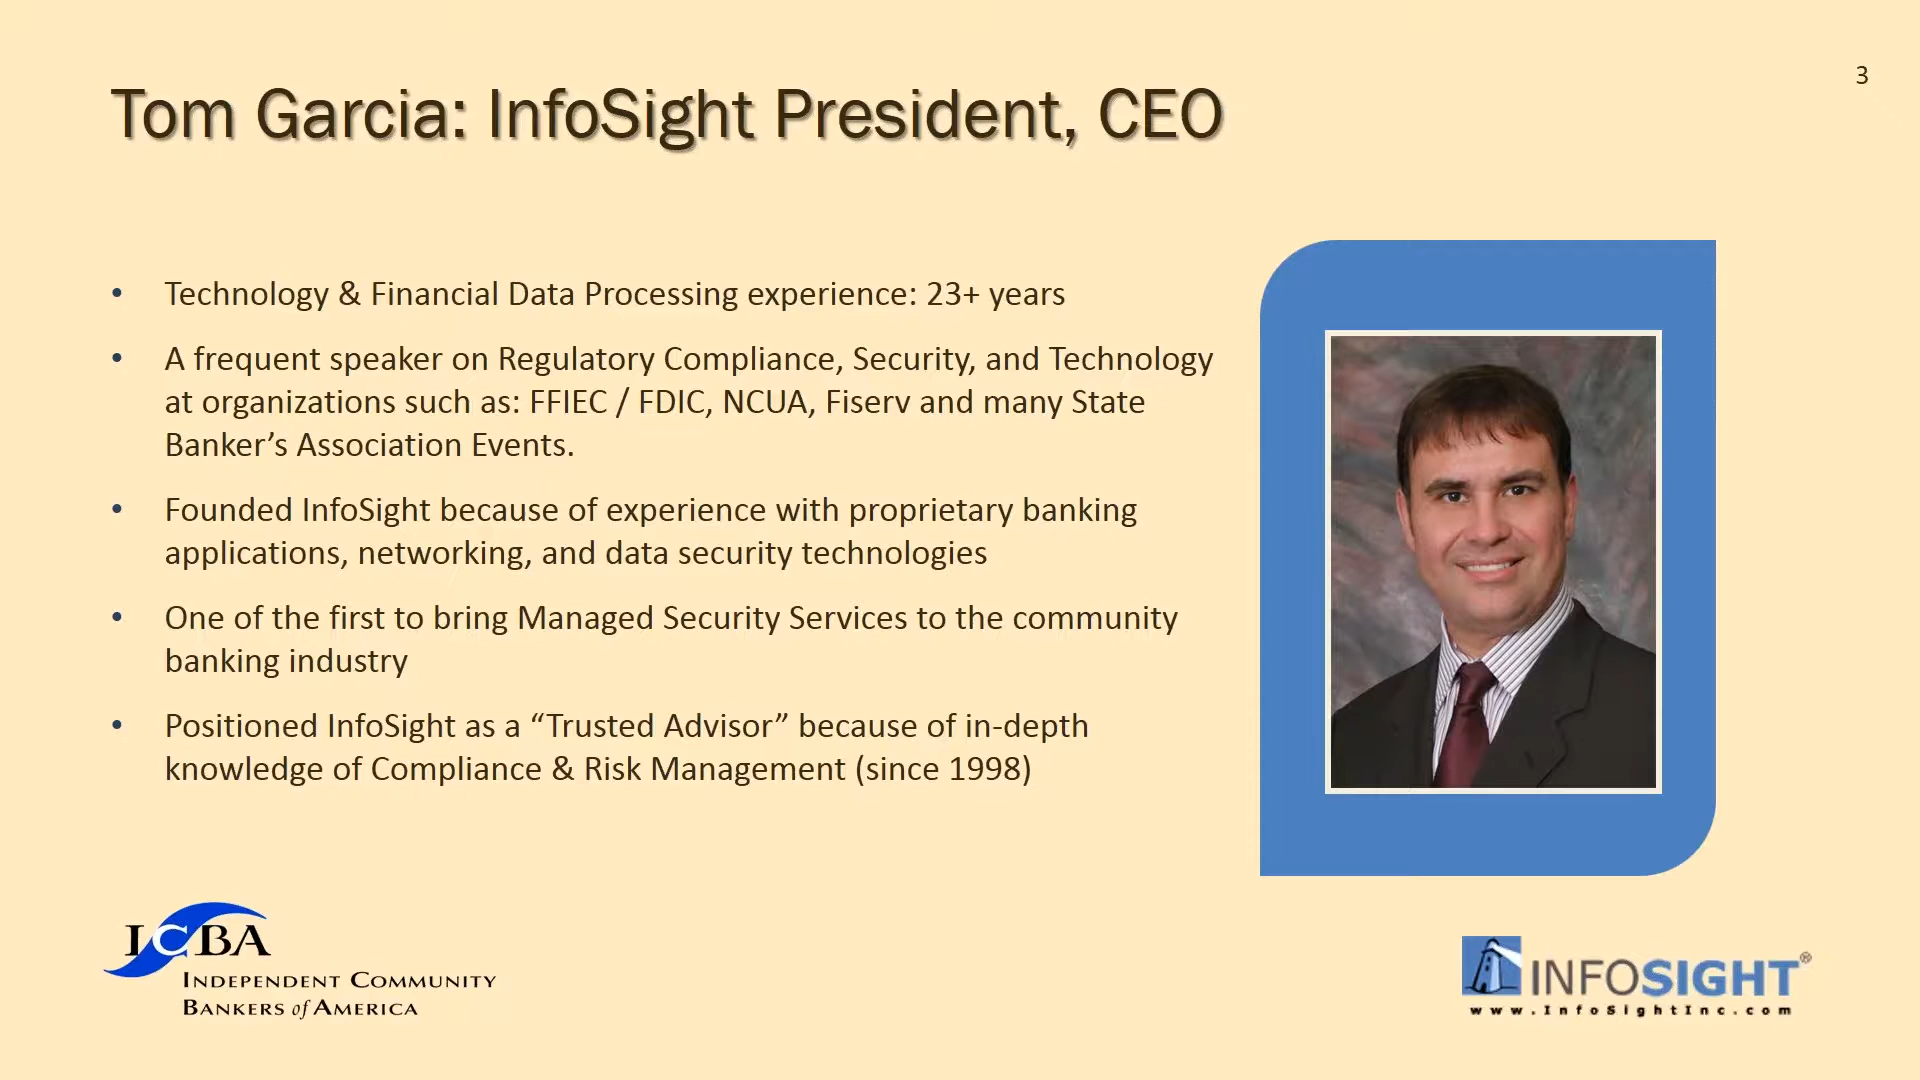 3
Tom Garcia: InfoSight President, CEO
• Technology & Financial Data Processing experience: 23+ years
• A frequent speaker on Regulatory Compliance, Security, and Technology
at organizations such as: FFIEC / FDIC, NCUA, Fiserv and many State
Banker’s Association Events.
• Founded InfoSight because of experience with proprietary banking
applications, networking, and data security technologies
• One of the first to bring Managed Security Services to the community
banking industry
• Positioned InfoSight as a “Trusted Advisor” because of in-depth
knowledge of Compliance & Risk Management (since 1998)
ICBA
INDEPENDENT COMMUNITY
BANKERS of AMERICA
INFOSIGHT®
www.InfoSightInc.com